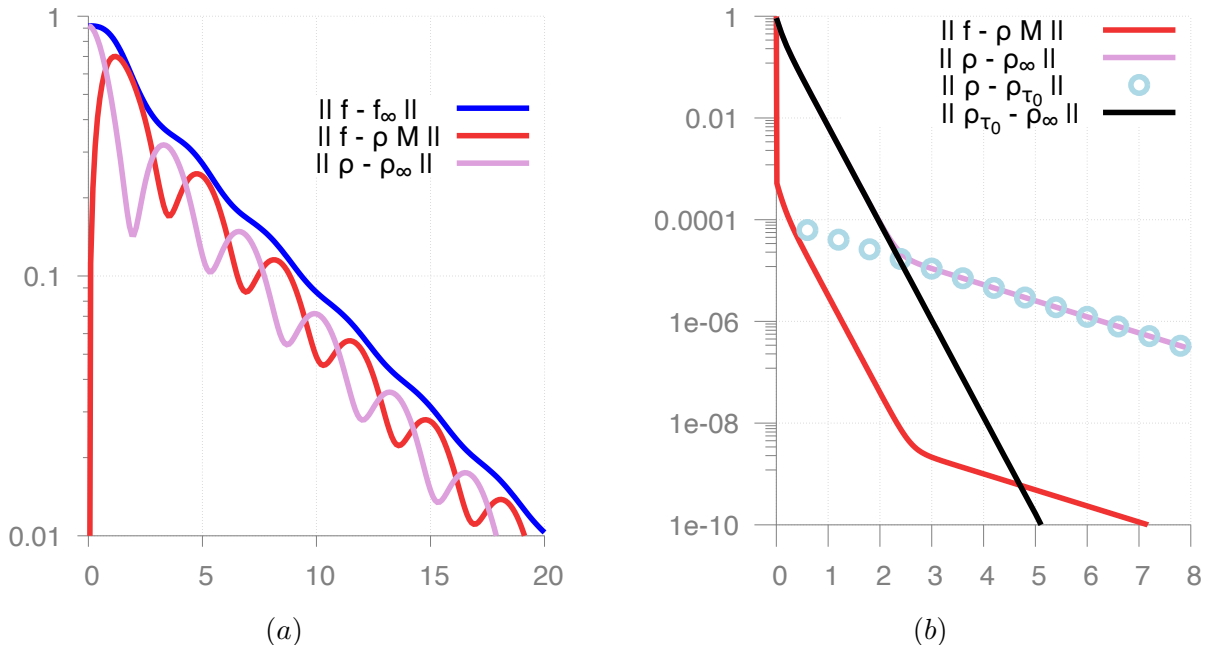 1
0.1
0.01
0
5
10
15
20
|| f - f∞ ||
|| f - ρ M ||
|| ρ - ρ∞ ||
(a)
1
0.01
0.0001
1e-06
1e-08
1e-10
0
1
2
3
4
5
6
7
8
|| f - ρ M ||
|| ρ - ρ∞ ||
|| ρ - ρτ₀ ||
|| ρτ₀ - ρ∞ ||
(b)